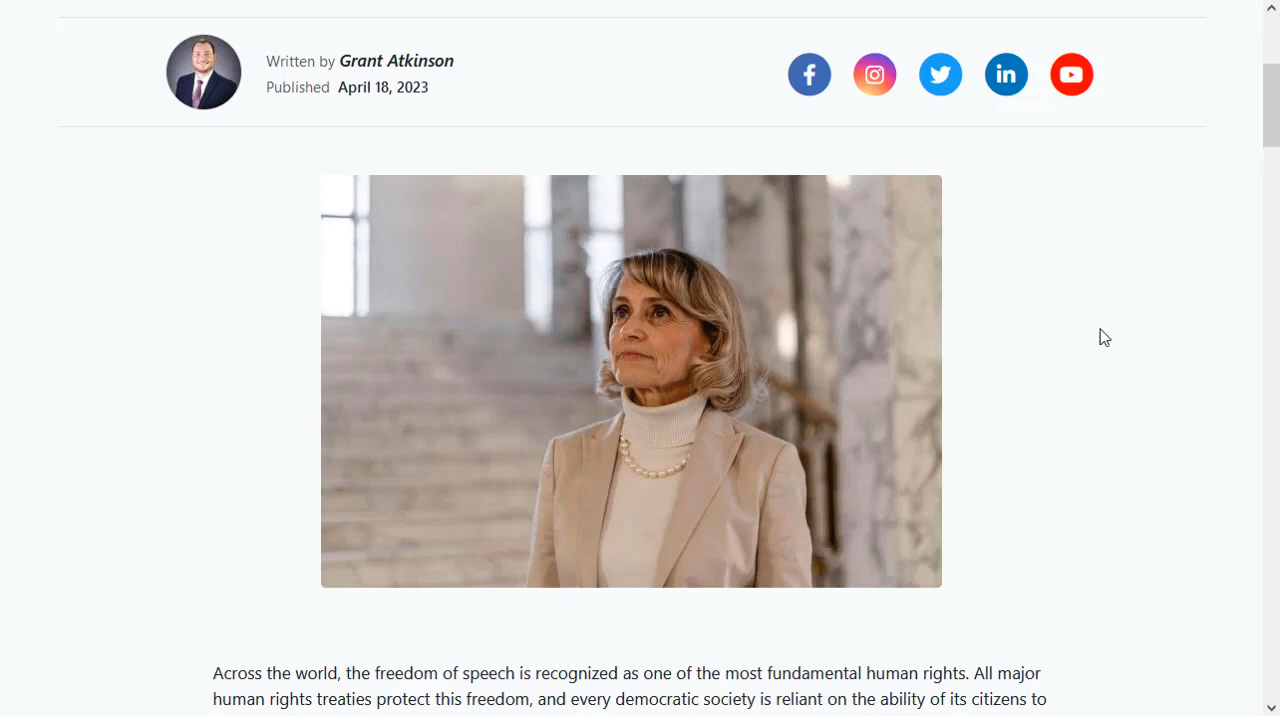 Written by Grant Atkinson
Published April 18, 2023
Across the world, the freedom of speech is recognized as one of the most fundamental human rights. All major
human rights treaties protect this freedom, and every democratic society is reliant on the ability of its citizens to